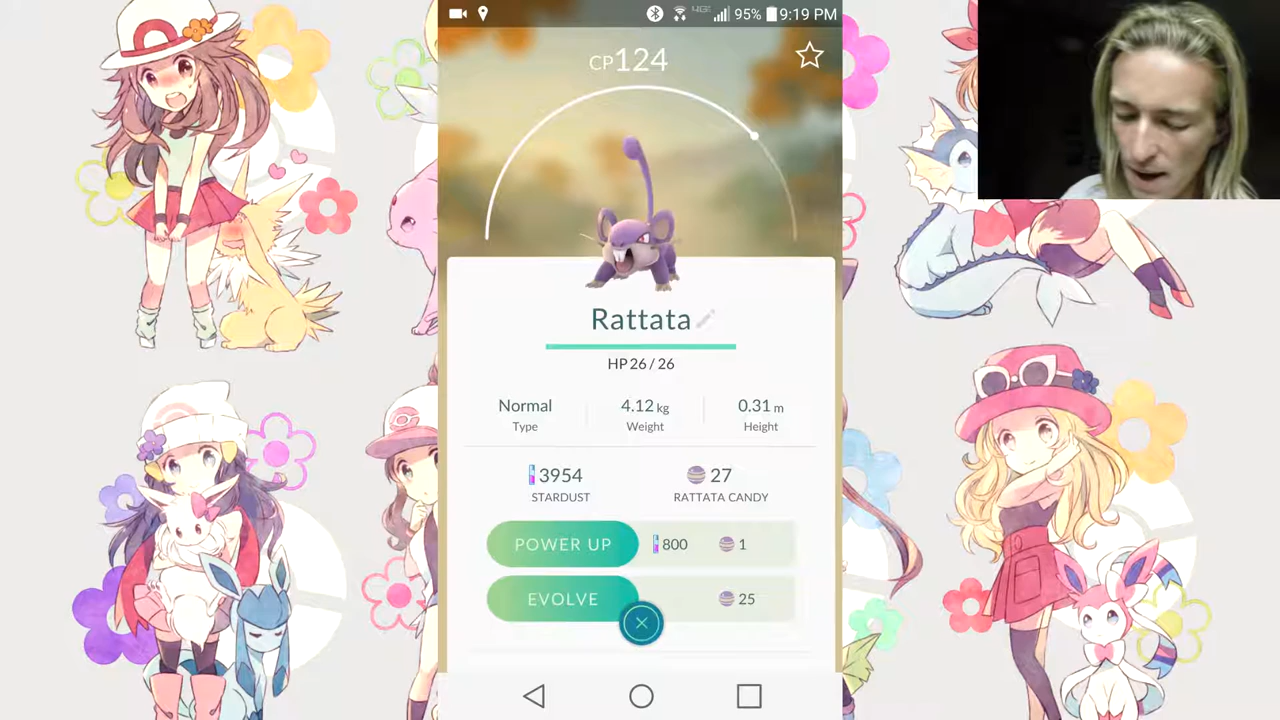 95% 9:19 PM
CP124
Rattata
HP 26 / 26
Normal 4.12 kg 0.31 m
Type Weight Height
3954 27
STARDUST RATTATA CANDY
POWER UP 800 1
EVOLVE 25